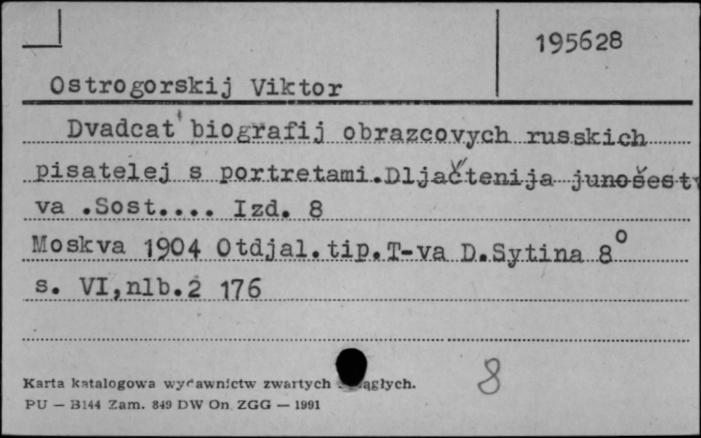 195628
Ostrogorskij Viktor
Dvadcat' biografij obrazcovych russkich
pisatelej s portretami.Dlja čtenija junošest
va .Sost.... Izd. 8
Moskva 1904 Otdjal.tip.T-va D.Sytina 8°
s. VI,nlb.2 176
8
Karta katalogowa wydawnictw zwartych
PU — B144 Zam. 849 DW On. ZGG — 1991